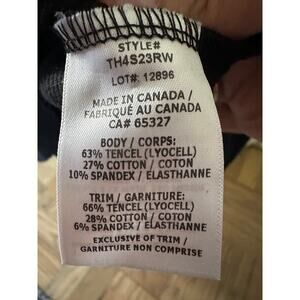 STYLE#
TH4S23RW
LOT#: 12896
MADE IN CANADA /
FABRIQUÉ AU CANADA
CA# 65327
BODY / CORPS:
63% TENCEL (LYOCELL)
27% COTTON / COTON
10% SPANDEX / ELASTHANNE
TRIM / GARNITURE:
66% TENCEL (LYOCELL)
28% COTTON / COTON
6% SPANDEX / ELASTHANNE
EXCLUSIVE OF TRIM /
GARNITURE NON COMPRISE